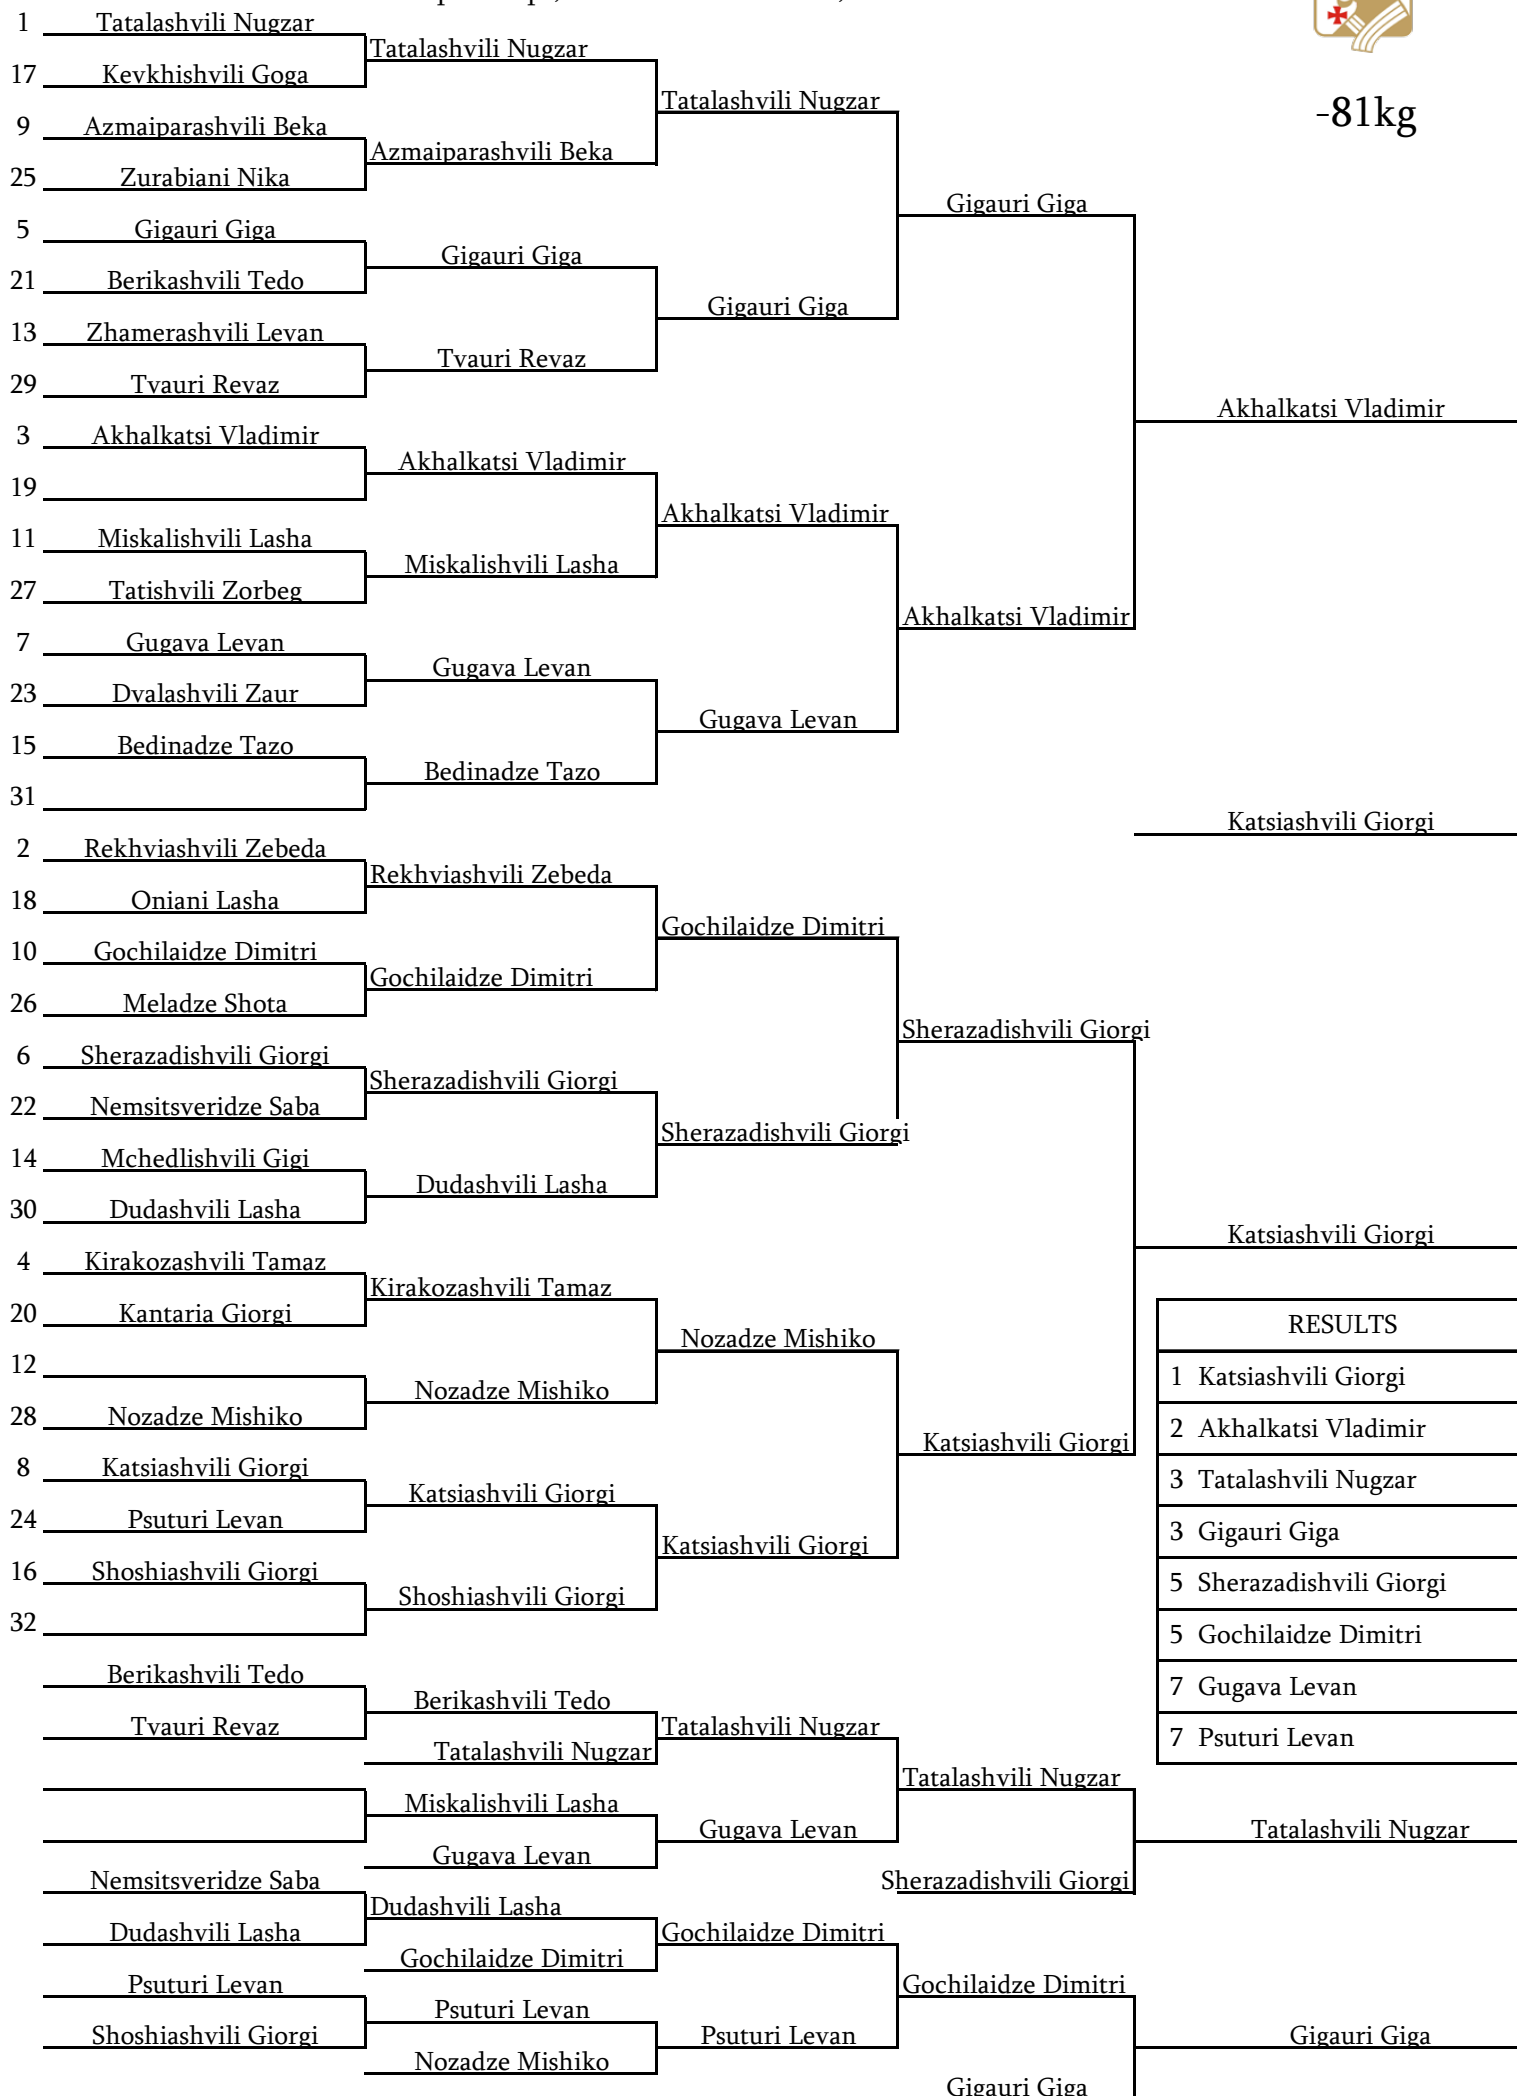 -81kg
1 Tatalashvili Nugzar
Tatalashvili Nugzar
17 Kevkhishvili Goga
Tatalashvili Nugzar
9 Azmaiparashvili Beka
Azmaiparashvili Beka
25 Zurabiani Nika
Gigauri Giga
5 Gigauri Giga
Gigauri Giga
21 Berikashvili Tedo
Gigauri Giga
13 Zhamerashvili Levan
Tvauri Revaz
29 Tvauri Revaz
Akhalkatsi Vladimir
3 Akhalkatsi Vladimir
Akhalkatsi Vladimir
19
Akhalkatsi Vladimir
11 Miskalishvili Lasha
Miskalishvili Lasha
27 Tatishvili Zorbeg
Akhalkatsi Vladimir
7 Gugava Levan
Gugava Levan
23 Dvalashvili Zaur
Gugava Levan
15 Bedinadze Tazo
Bedinadze Tazo
31
Katsiashvili Giorgi
2 Rekhviashvili Zebeda
Rekhviashvili Zebeda
18 Oniani Lasha
Gochilaidze Dimitri
10 Gochilaidze Dimitri
Gochilaidze Dimitri
26 Meladze Shota
Sherazadishvili Giorgi
6 Sherazadishvili Giorgi
Sherazadishvili Giorgi
22 Nemsitsveridze Saba
Sherazadishvili Giorgi
14 Mchedlishvili Gigi
Dudashvili Lasha
30 Dudashvili Lasha
Katsiashvili Giorgi
4 Kirakozashvili Tamaz
Kirakozashvili Tamaz
20 Kantaria Giorgi
Nozadze Mishiko
12
Nozadze Mishiko
28 Nozadze Mishiko
Katsiashvili Giorgi
8 Katsiashvili Giorgi
Katsiashvili Giorgi
24 Psuturi Levan
Katsiashvili Giorgi
16 Shoshiashvili Giorgi
Shoshiashvili Giorgi
32
RESULTS
1 Katsiashvili Giorgi
2 Akhalkatsi Vladimir
3 Tatalashvili Nugzar
3 Gigauri Giga
5 Sherazadishvili Giorgi
5 Gochilaidze Dimitri
7 Gugava Levan
7 Psuturi Levan
Berikashvili Tedo
Berikashvili Tedo
Tvauri Revaz
Tatalashvili Nugzar
Tatalashvili Nugzar
Tatalashvili Nugzar
Miskalishvili Lasha
Gugava Levan
Tatalashvili Nugzar
Gugava Levan
Nemsitsveridze Saba
Sherazadishvili Giorgi
Dudashvili Lasha
Dudashvili Lasha
Gochilaidze Dimitri
Gochilaidze Dimitri
Psuturi Levan
Gochilaidze Dimitri
Psuturi Levan
Shoshiashvili Giorgi
Psuturi Levan
Gigauri Giga
Nozadze Mishiko
Gigauri Giga